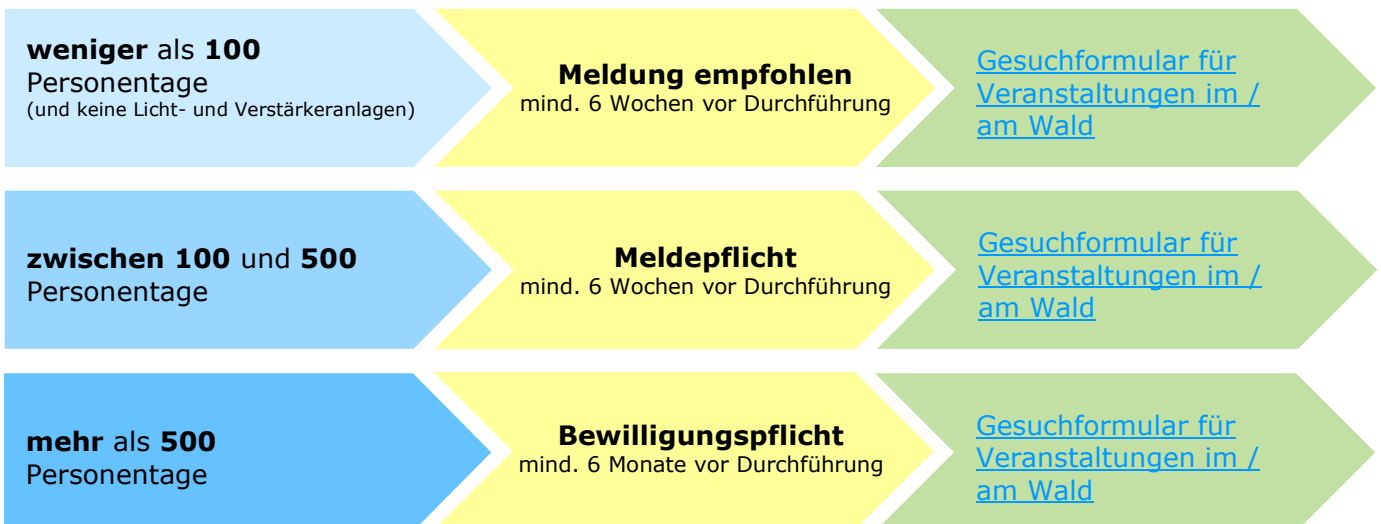 weniger als 100
Personentage
(und keine Licht- und Verstärkeranlagen)
Meldung empfohlen
mind. 6 Wochen vor Durchführung
Gesuchformular für
Veranstaltungen im /
am Wald
zwischen 100 und 500
Personentage
Meldepflicht
mind. 6 Wochen vor Durchführung
Gesuchformular für
Veranstaltungen im /
am Wald
mehr als 500
Personentage
Bewilligungspflicht
mind. 6 Monate vor Durchführung
Gesuchformular für
Veranstaltungen im /
am Wald